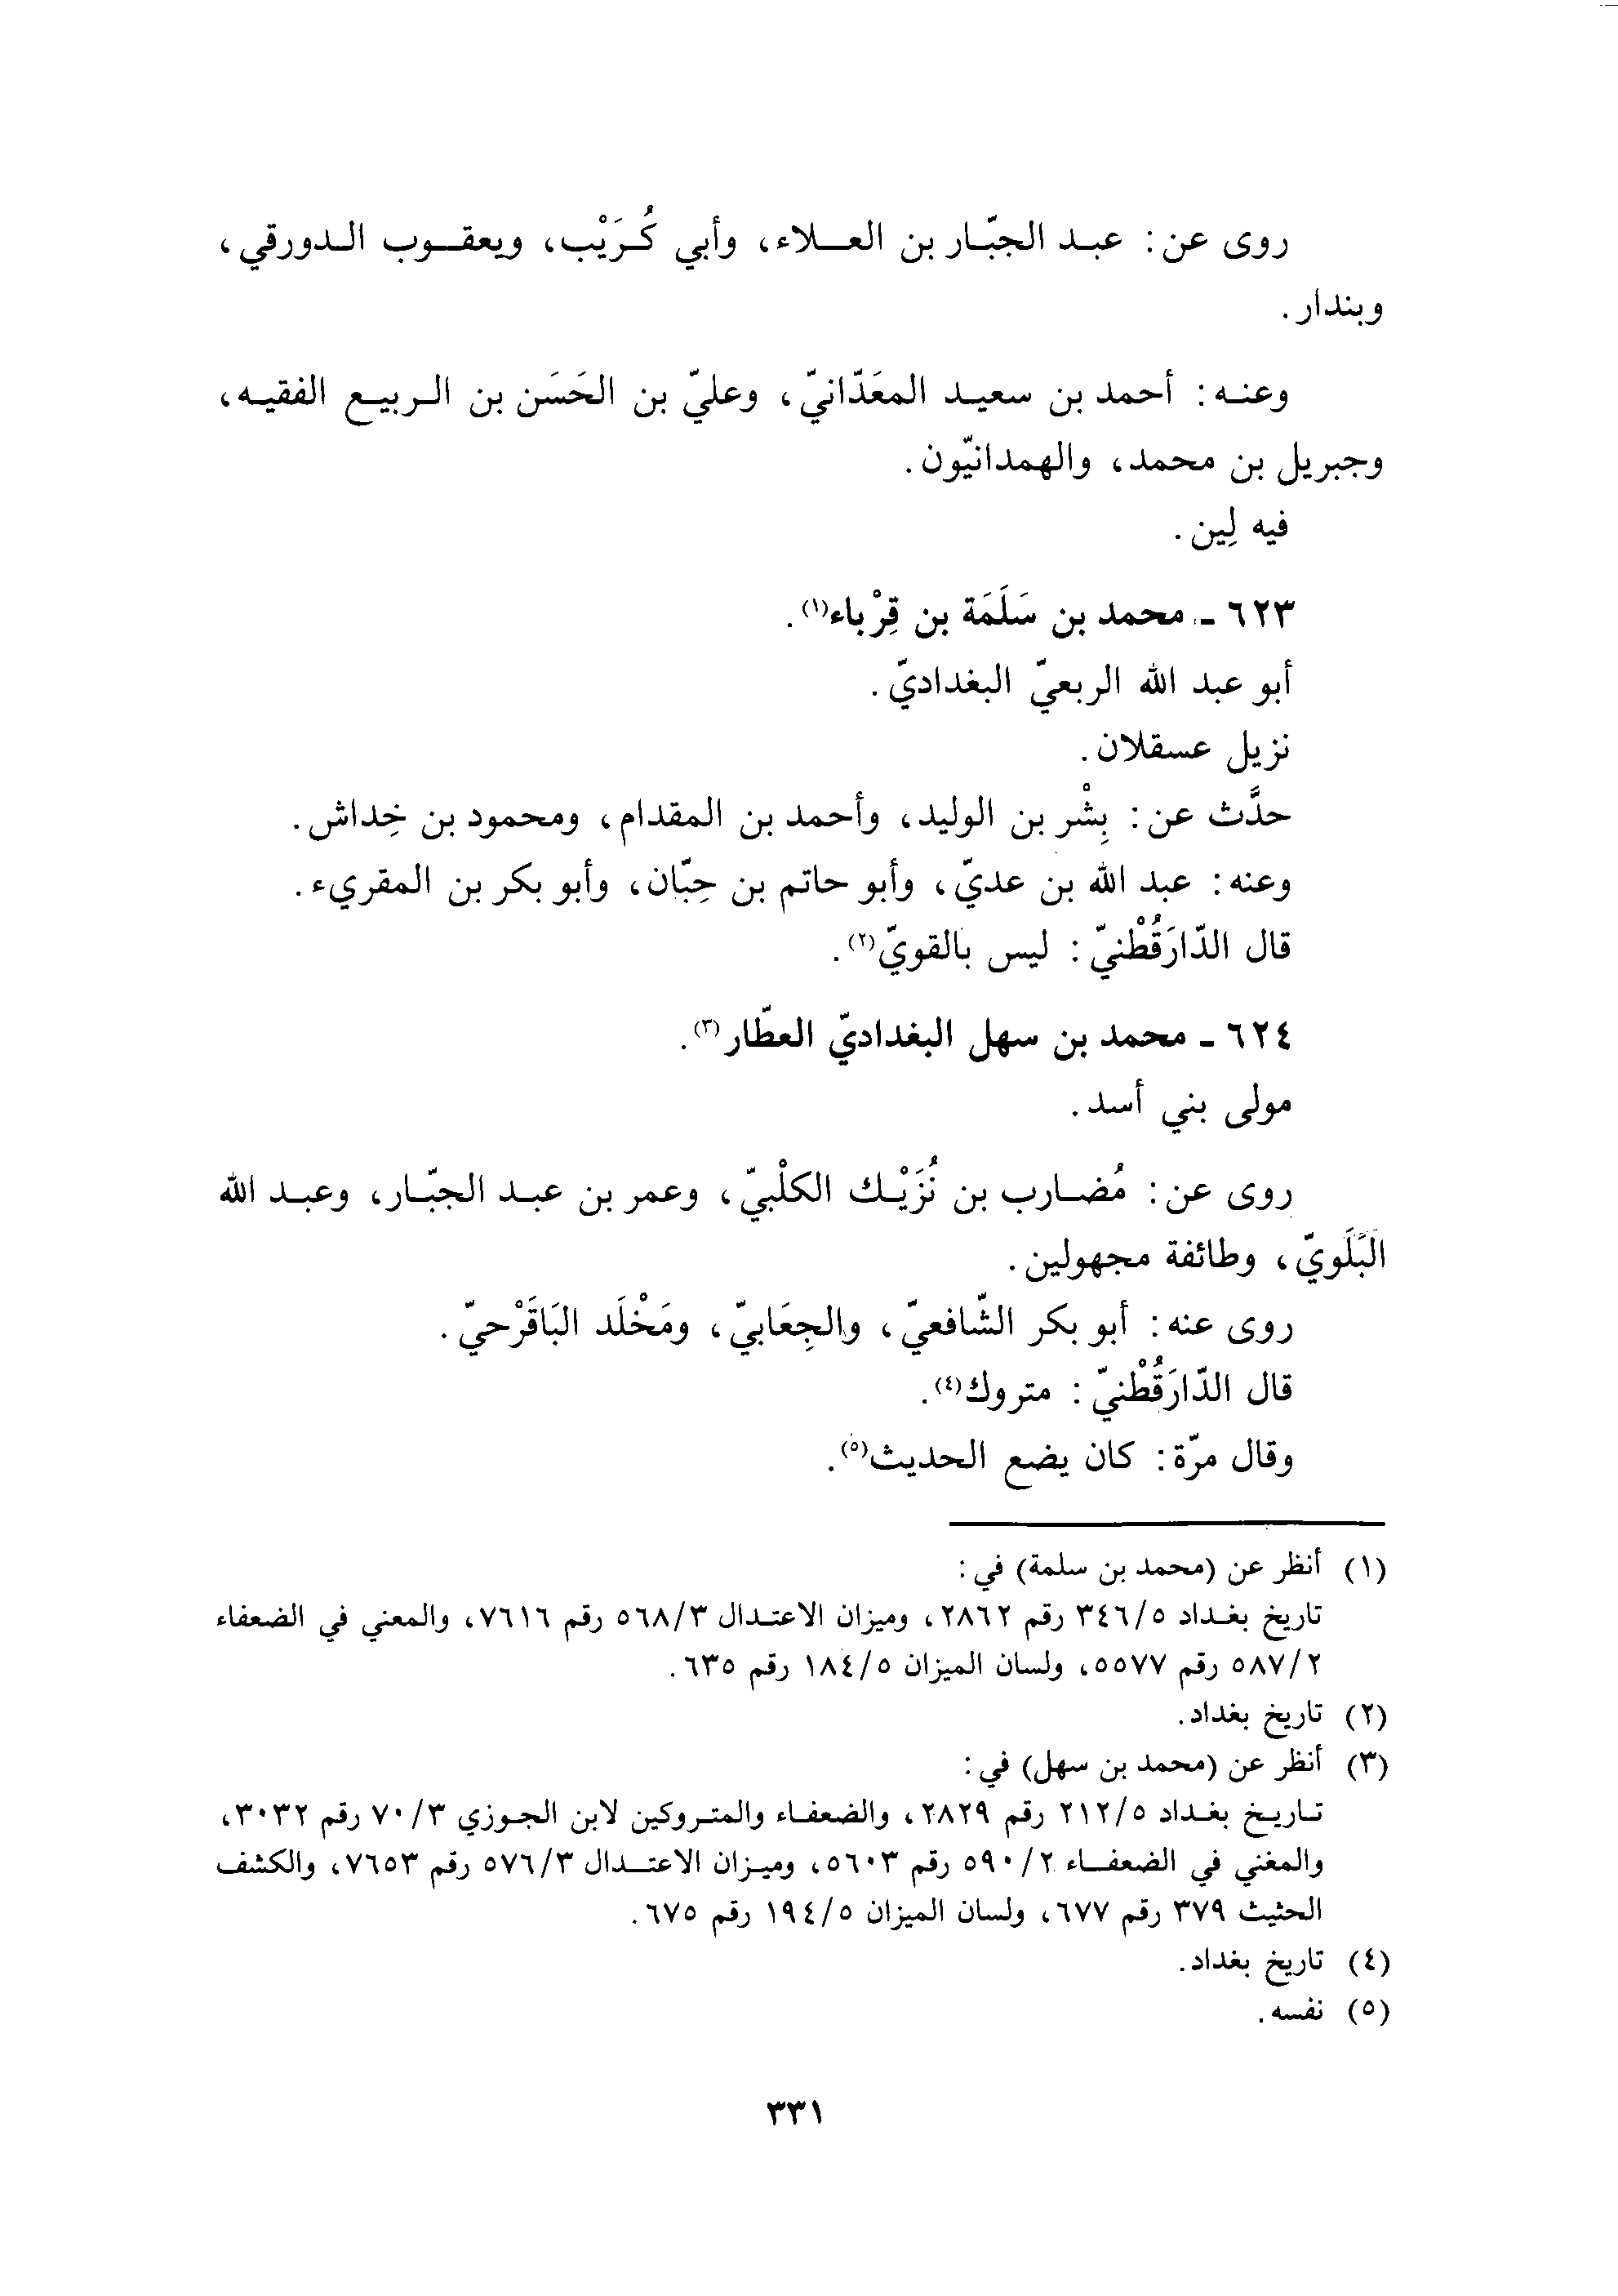 روى عن: عبد الجبّار بن العلاء، وأبي كُرَيْب، ويعقوب الدورقي،
وبندار.
وعنه: أحمد بن سعيد المعَدّانيّ، وعليّ بن الحَسَن بن الربيع الفقيه،
وجبريل بن محمد، والهمدانيّون.
فيه لِين.
٦٢٣ ـ محمد بن سَلَمَة بن قِرْباء(١).
أبو عبد الله الربعيّ البغداديّ.
نزيل عسقلان.
حدَّث عن: بِشْر بن الوليد، وأحمد بن المقدام، ومحمود بن خِداش.
وعنه: عبد الله بن عديّ، وأبو حاتم بن حِبّان، وأبو بكر بن المقريء.
قال الدّارَقُطْنيّ: ليس بالقويّ(٢).
٦٢٤ ـ محمد بن سهل البغداديّ العطّار(٣).
مولى بني أسد.
روى عن: مُضارب بن نُزَيْك الكلْبيّ، وعمر بن عبد الجبّار، وعبد الله
البَلَويّ، وطائفة مجهولين.
روى عنه: أبو بكر الشّافعيّ، والجِعَابيّ، ومَخْلَد البَاقَرْحيّ.
قال الدّارَقُطْنيّ: متروك(٤).
وقال مرّة: كان يضع الحديث(٥).
(١) أنظر عن (محمد بن سلمة) في:
تاريخ بغداد ٥/٣٤٦ رقم ٢٨٦٢، وميزان الاعتدال ٣/٥٦٨ رقم ٧٦١٦، والمعني في الضعفاء
٢/٥٨٧ رقم ٥٥٧٧، ولسان الميزان ٥/١٨٤ رقم ٦٣٥.
(٢) تاريخ بغداد.
(٣) أنظر عن (محمد بن سهل) في:
تاريخ بغداد ٥/٢١٢ رقم ٢٨٢٩، والضعفاء والمتروكين لابن الجوزي ٣/٧٠ رقم ٣٠٣٢،
والمغني في الضعفاء ٢/٥٩٠ رقم ٥٦٠٣، وميزان الاعتدال ٣/٥٧٦ رقم ٧٦٥٣، والكشف
الحثيث ٣٧٩ رقم ٦٧٧، ولسان الميزان ٥/١٩٤ رقم ٦٧٥.
(٤) تاريخ بغداد.
(٥) نفسه.
٣٣١